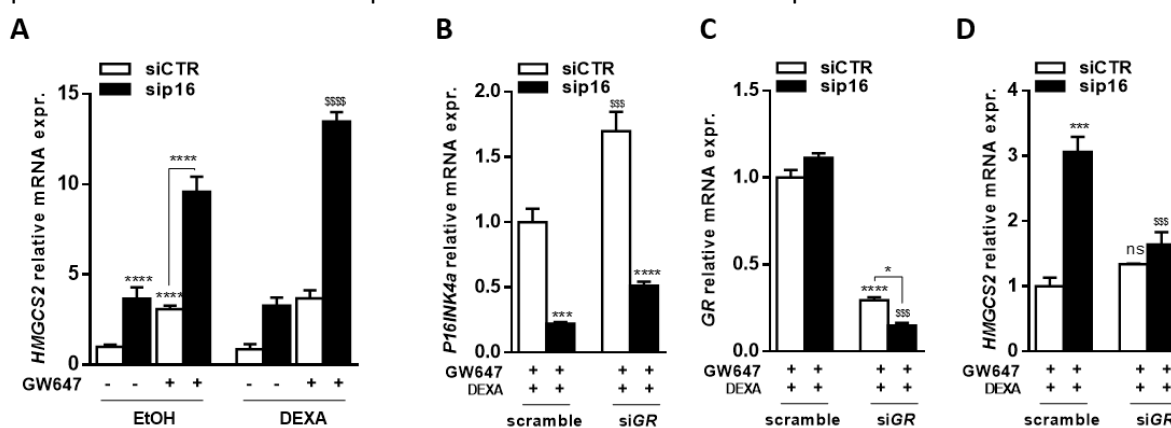 A
siCTR
sip16
HMGCS2 relative mRNA expr.
15
10
5
0
****
****
****
$$$$
GW647 - - + + - - + +
EtOH DEXA
B
siCTR
sip16
P16INK4a relative mRNA expr.
2.0
1.5
1.0
0.5
0.0
***
$$$
****
GW647 + + + +
DEXA + + + +
scramble siGR
C
siCTR
sip16
GR relative mRNA expr.
1.5
1.0
0.5
0.0
****
*
$$$
GW647 + + + +
DEXA + + + +
scramble siGR
D
siCTR
sip16
HMGCS2 relative mRNA expr.
4
3
2
1
0
***
ns
$$$
GW647 + + + +
DEXA + + + +
scramble siGR